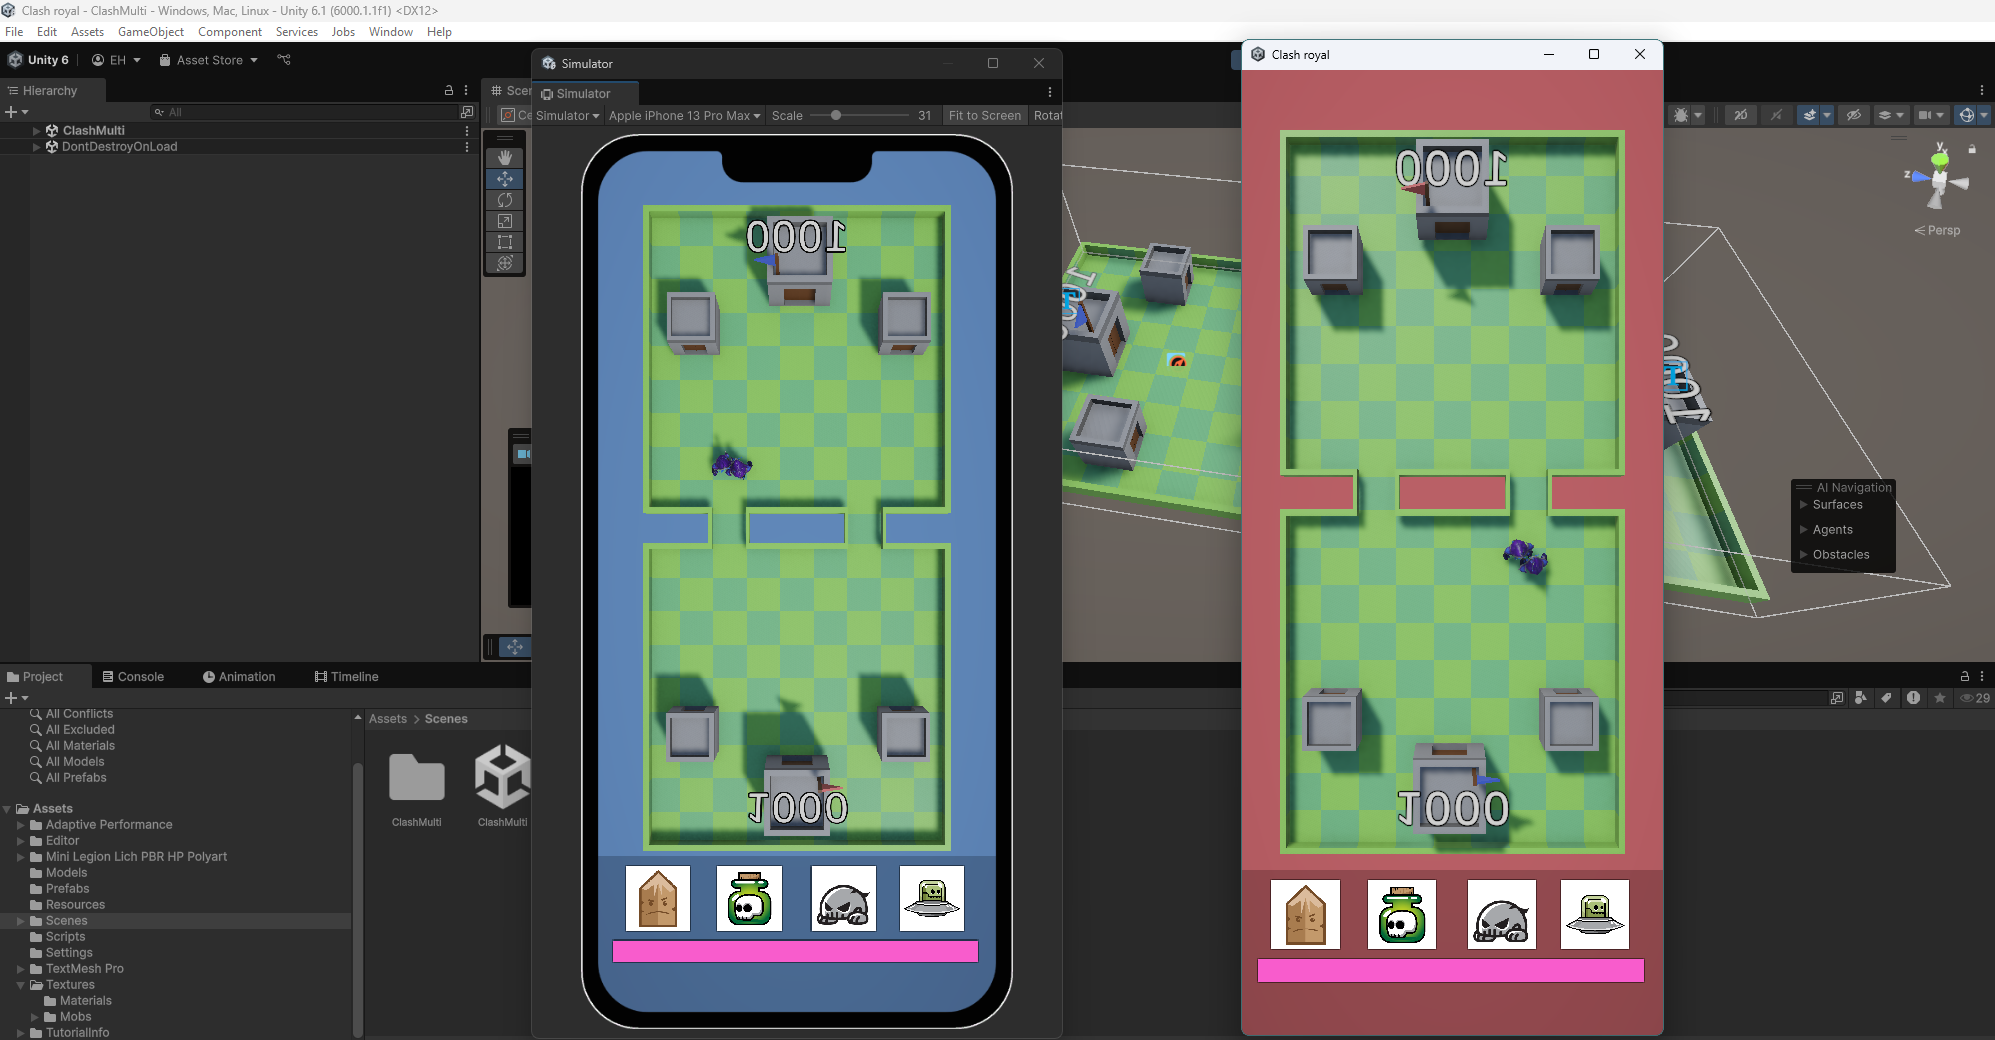 Clash royal - ClashMulti - Windows, Mac, Linux - Unity 6.1 (6000.1.1f1) <DX12>
File Edit Assets GameObject Component Services Jobs Window Help
Unity 6 EH Asset Store
Hierarchy
All
ClashMulti
DontDestroyOnLoad
Scen
Ce
Simulator
Simulator
Simulator Apple iPhone 13 Pro Max Scale 31 Fit to Screen Rotat
1000
1000
Clash royal
1000
1000
2D
y
x
z
Persp
AI Navigation
Surfaces
Agents
Obstacles
Project Console Animation Timeline
29
All Conflicts
All Excluded
All Materials
All Models
All Prefabs
Assets
Adaptive Performance
Editor
Mini Legion Lich PBR HP Polyart
Models
Prefabs
Resources
Scenes
Scripts
Settings
TextMesh Pro
Textures
Materials
Mobs
TutorialInfo
Assets > Scenes
ClashMulti
ClashMulti